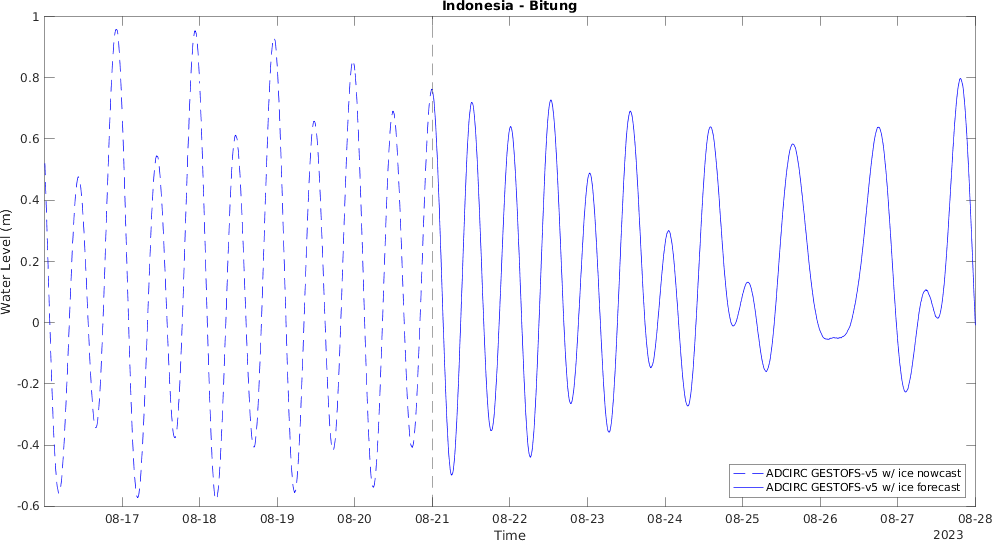 Indonesia - Bitung
1
0.8
0.6
0.4
0.2
0
-0.2
-0.4
-0.6
Water Level (m)
ADCIRC GESTOFS-v5 w/ ice nowcast
ADCIRC GESTOFS-v5 w/ ice forecast
08-17 08-18 08-19 08-20 08-21 08-22 08-23 08-24 08-25 08-26 08-27 08-28
Time
2023